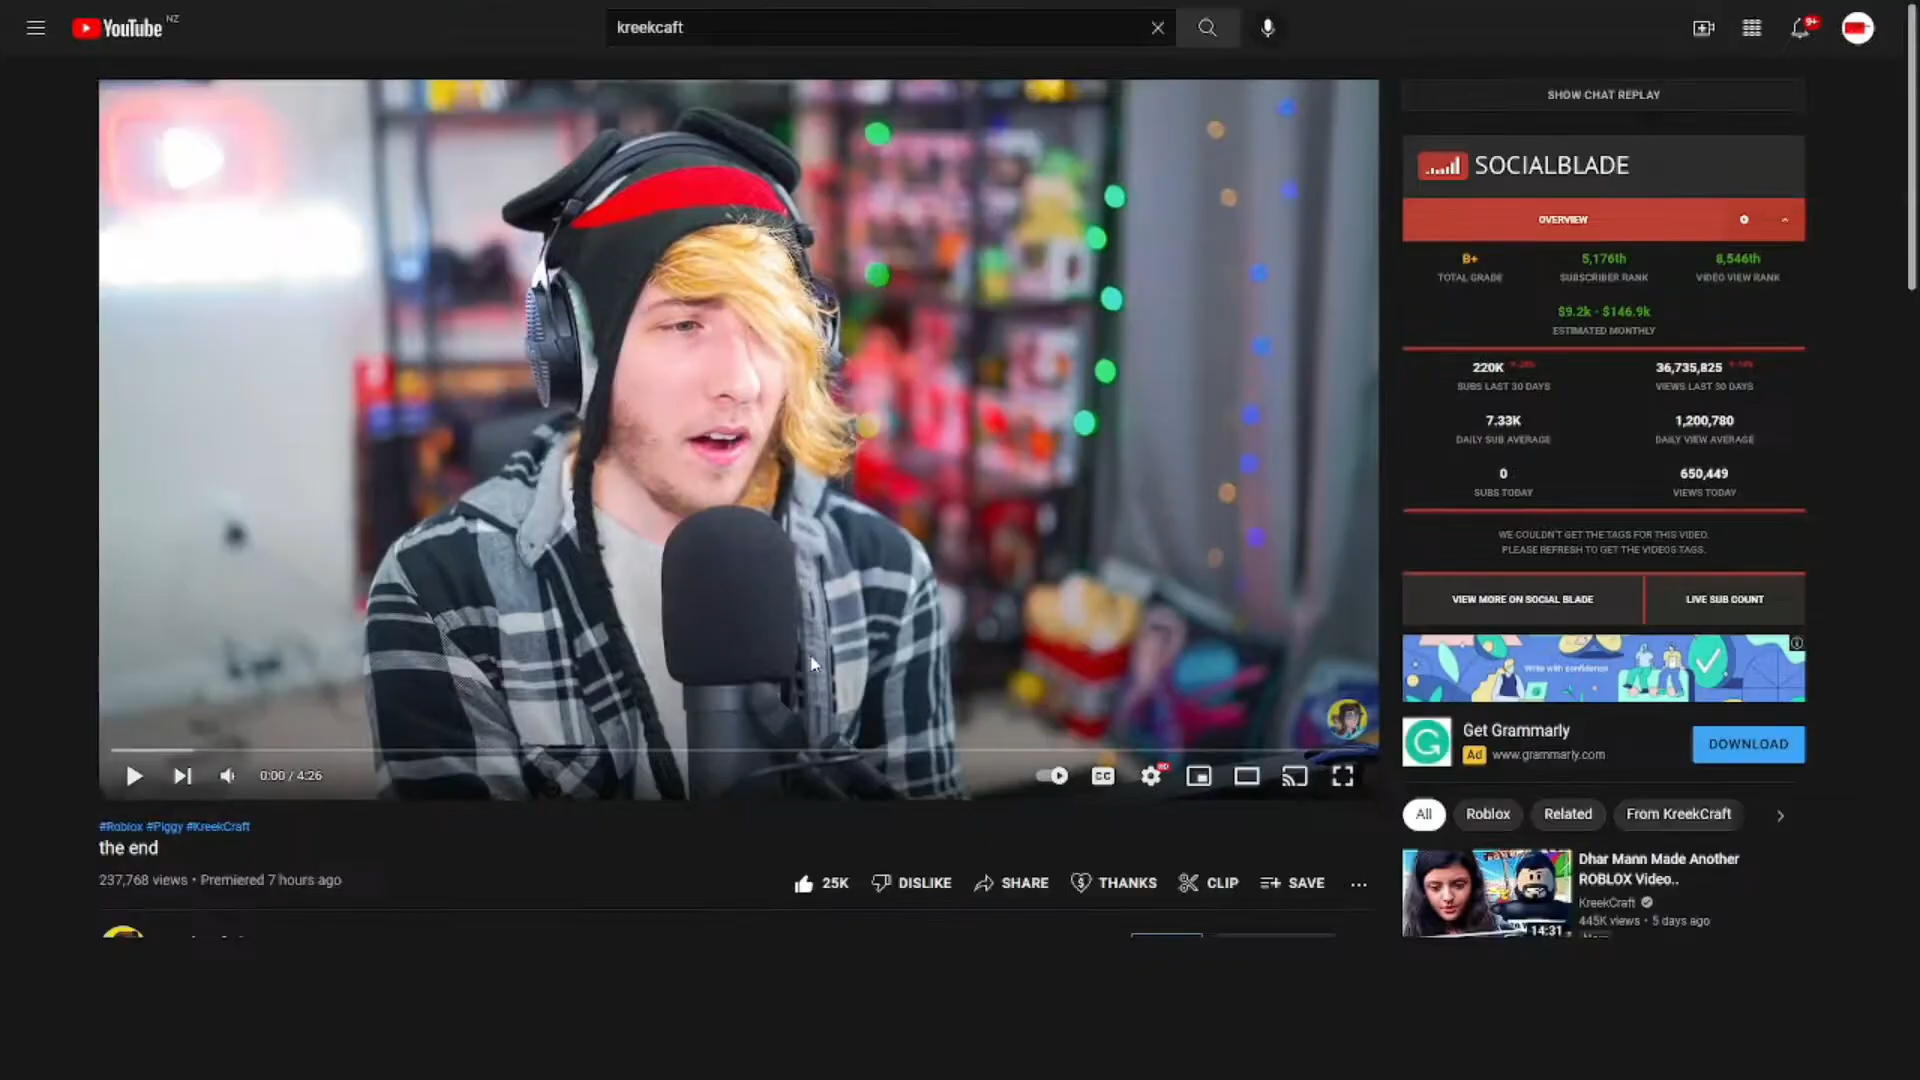 YouTube NZ
kreekcaft
9+
SHOW CHAT REPLAY
SOCIALBLADE
OVERVIEW
B+ 5,176th 8,546th
TOTAL GRADE SUBSCRIBER RANK VIDEO VIEW RANK
$9.2k - $146.9k
ESTIMATED MONTHLY
220K 36,735,825
SUBS LAST 30 DAYS VIEWS LAST 30 DAYS
7.33K 1,200,780
DAILY SUB AVERAGE DAILY VIEW AVERAGE
0 650,449
SUBS TODAY VIEWS TODAY
WE COULDN'T GET THE TAGS FOR THIS VIDEO.
PLEASE REFRESH TO GET THE VIDEOS TAGS.
VIEW MORE ON SOCIAL BLADE LIVE SUB COUNT
Write with confidence
Get Grammarly
Ad www.grammarly.com
DOWNLOAD
0:00 / 4:26
CC
HD
#Roblox #Piggy #KreekCraft
the end
237,768 views • Premiered 7 hours ago
25K DISLIKE SHARE THANKS CLIP SAVE
All Roblox Related From KreekCraft
Dhar Mann Made Another
ROBLOX Video..
KreekCraft
445K views • 5 days ago
14:31